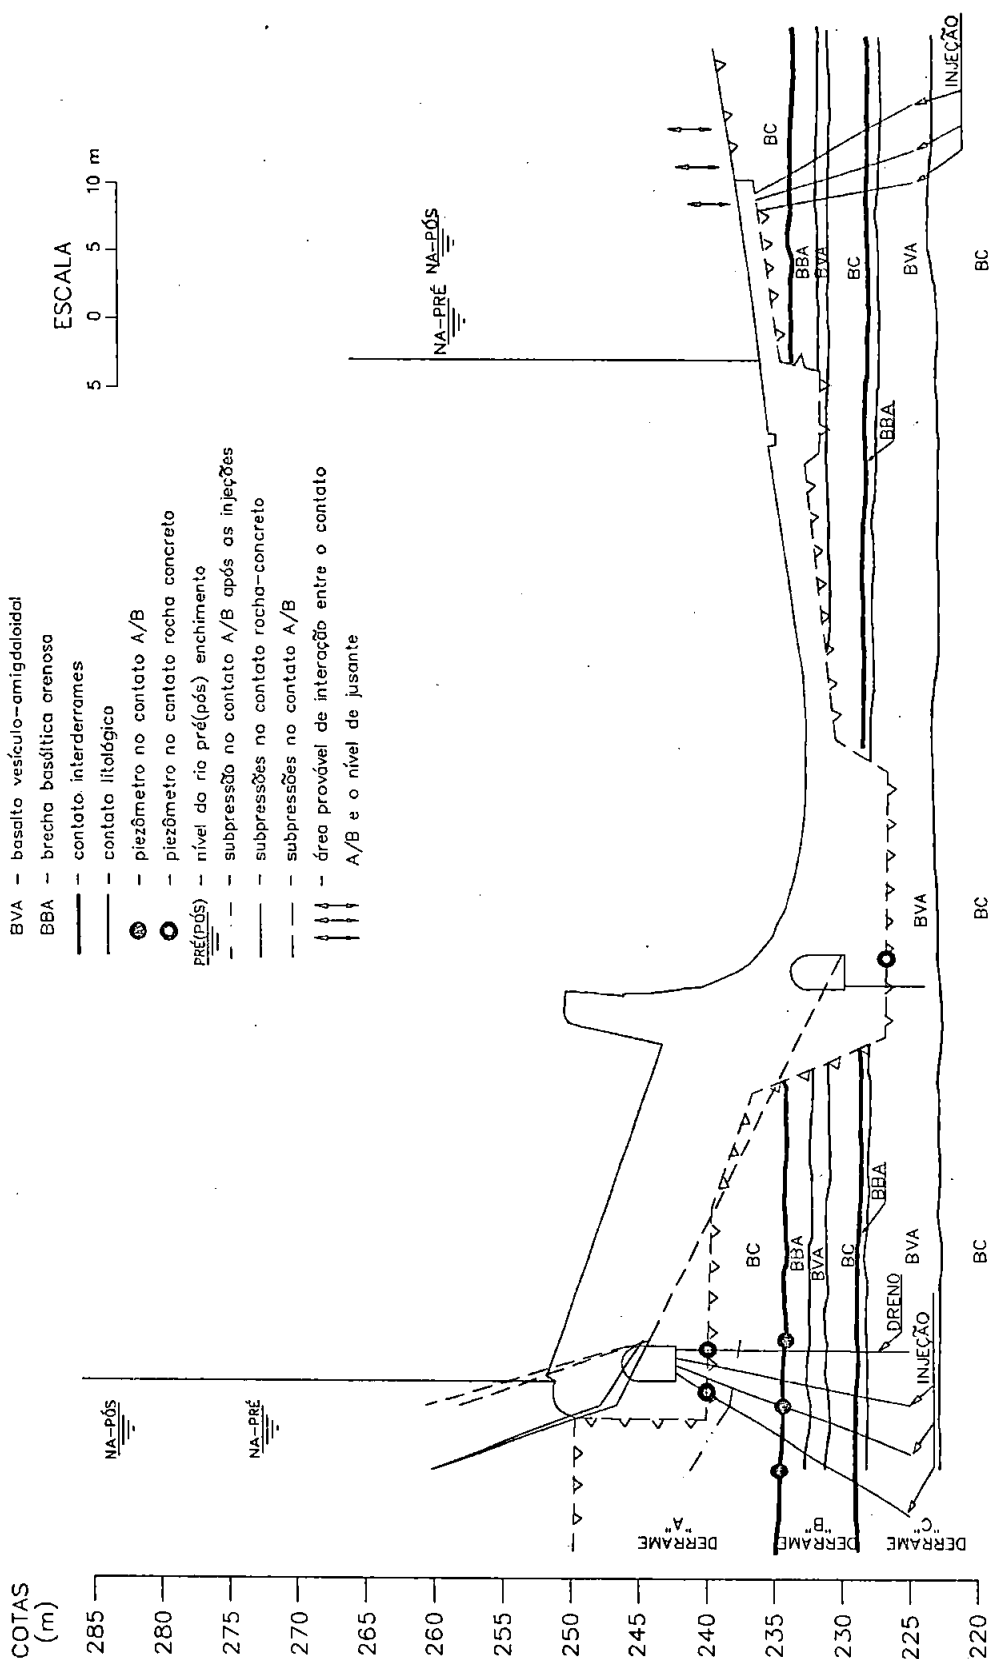 COTAS
(m)
285
280
275
270
265
260
255
250
245
240
235
230
225
220
BVA – basalto vesículo–amigdaloidal
BBA – brecha basáltica arenosa
– contato interderrames
– contato litológico
– piezômetro no contato A/B
– piezômetro no contato rocha concreto
PRÉ(PÓS) – nível do rio pré(pós) enchimento
– subpressão no contato A/B após as injeções
– subpressões no contato rocha–concreto
– subpressões no contato A/B
– área provável de interação entre o contato
A/B e o nível de jusante
ESCALA
5 0 5 10 m
NA–PÓS
NA–PRÉ
NA–PRÉ
NA–PÓS
DERRAME
"A"
DERRAME
"B"
DERRAME
"C"
BC
BBA
BVA
BC
BBA
BVA
BC
DRENO
INJEÇÃO
BVA
BC
BBA
BC
BBA
BVA
BC
BVA
BC
INJEÇÃO